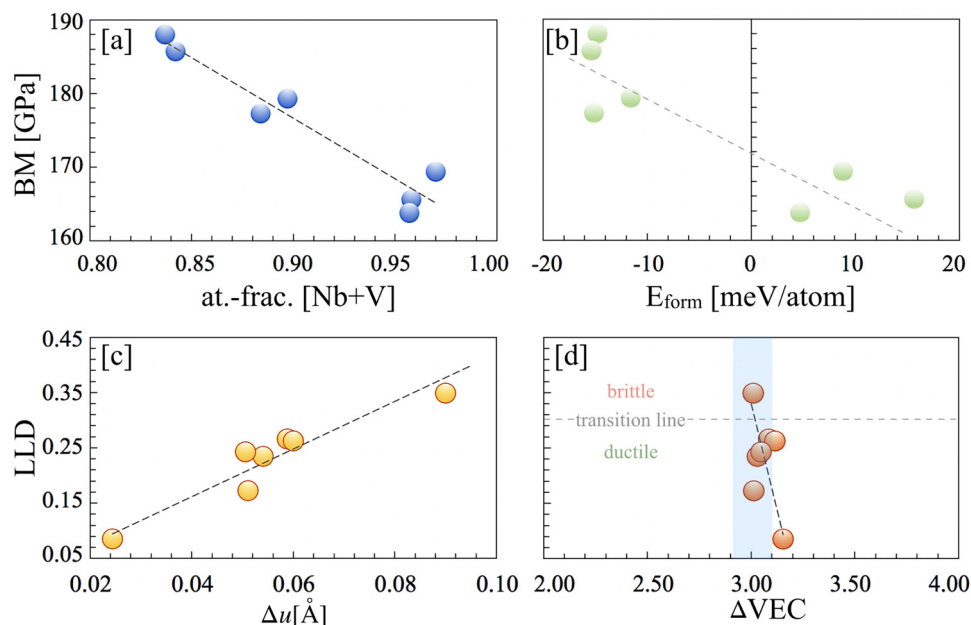 190
[a]
[b]
180
170
160
BM [GPa]
0.80
0.85
0.90
0.95
1.00
at.-frac. [Nb+V]
-20
-10
0
10
20
E_form [meV/atom]
0.45
[c]
[d]
0.35
0.25
0.15
0.05
LLD
brittle
transition line
ductile
0.02
0.04
0.06
0.08
0.10
Δu[Å]
2.00
2.50
3.00
3.50
4.00
ΔVEC